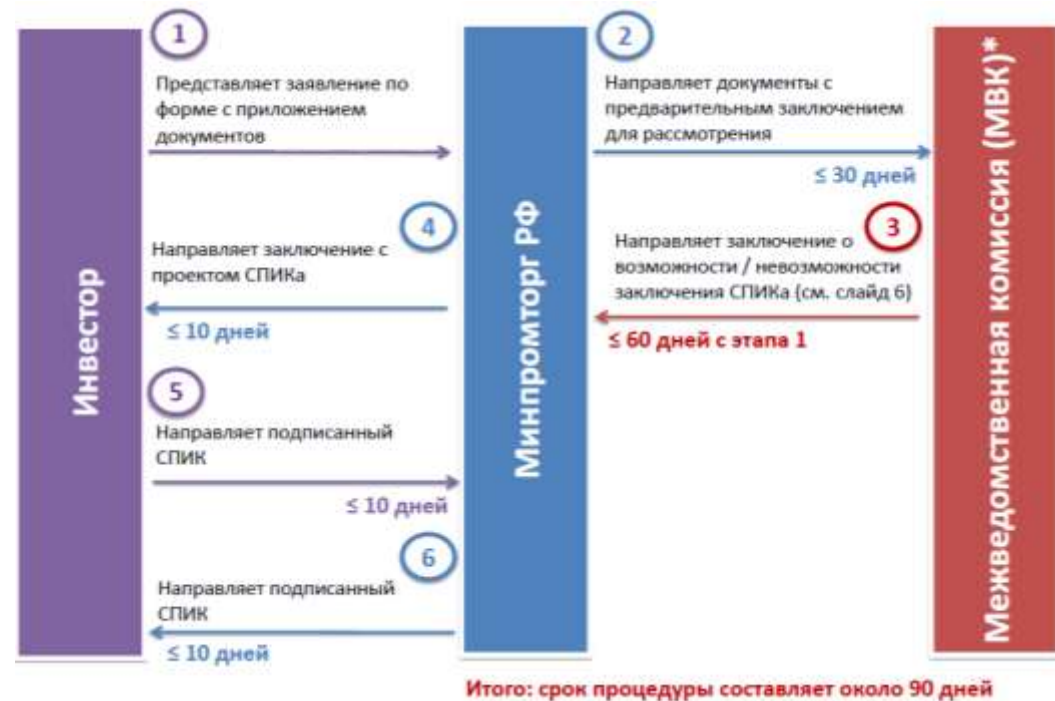 Инвестор
Минпромторг РФ
Межведомственная комиссия (МВК)*
1
Представляет заявление по
форме с приложением
документов
2
Направляет документы с
предварительным заключением
для рассмотрения
≤ 30 дней
3
Направляет заключение о
возможности / невозможности
заключения СПИКа (см. слайд 6)
≤ 60 дней с этапа 1
4
Направляет заключение с
проектом СПИКа
≤ 10 дней
5
Направляет подписанный
СПИК
≤ 10 дней
6
Направляет подписанный
СПИК
≤ 10 дней
Итого: срок процедуры составляет около 90 дней